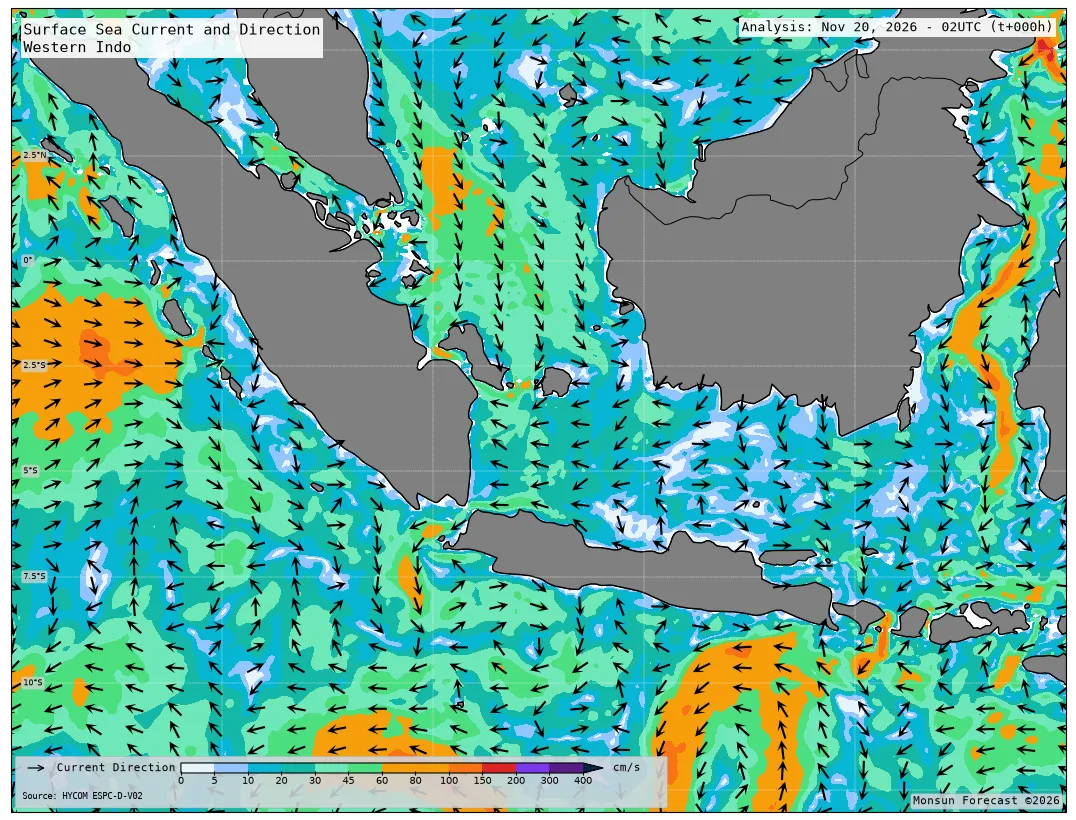 Surface Sea Current and Direction
Western Indo
Analysis: Nov 20, 2026 - 02UTC (t+000h)
2.5°N
0°
2.5°S
5°S
7.5°S
10°S
Current Direction
0 5 10 20 30 45 60 80 100 150 200 300 400
cm/s
Source: HYCOM ESPC-D-V02
Monsun Forecast ©2026